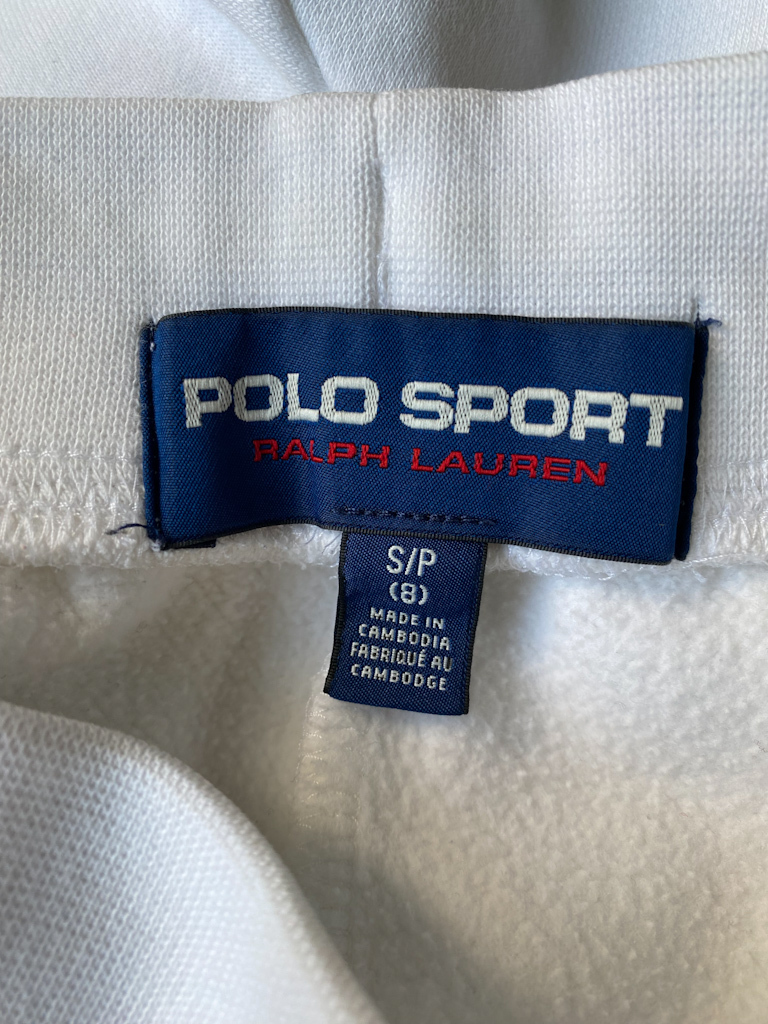 POLO SPORT
RALPH LAUREN
S/P
(8)
MADE IN
CAMBODIA
FABRIQUÉ AU
CAMBODGE